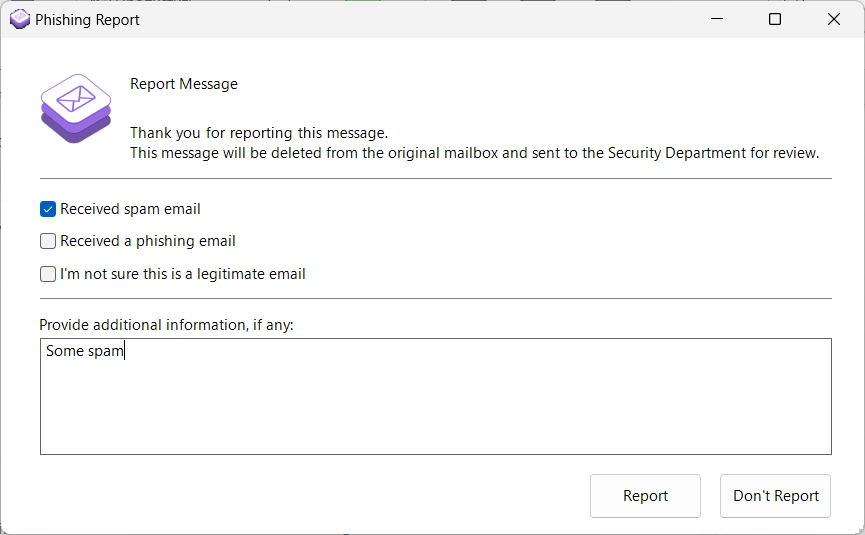 Phishing Report
Report Message
Thank you for reporting this message.
This message will be deleted from the original mailbox and sent to the Security Department for review.
Received spam email
Received a phishing email
I'm not sure this is a legitimate email
Provide additional information, if any:
Some spam
Report
Don't Report